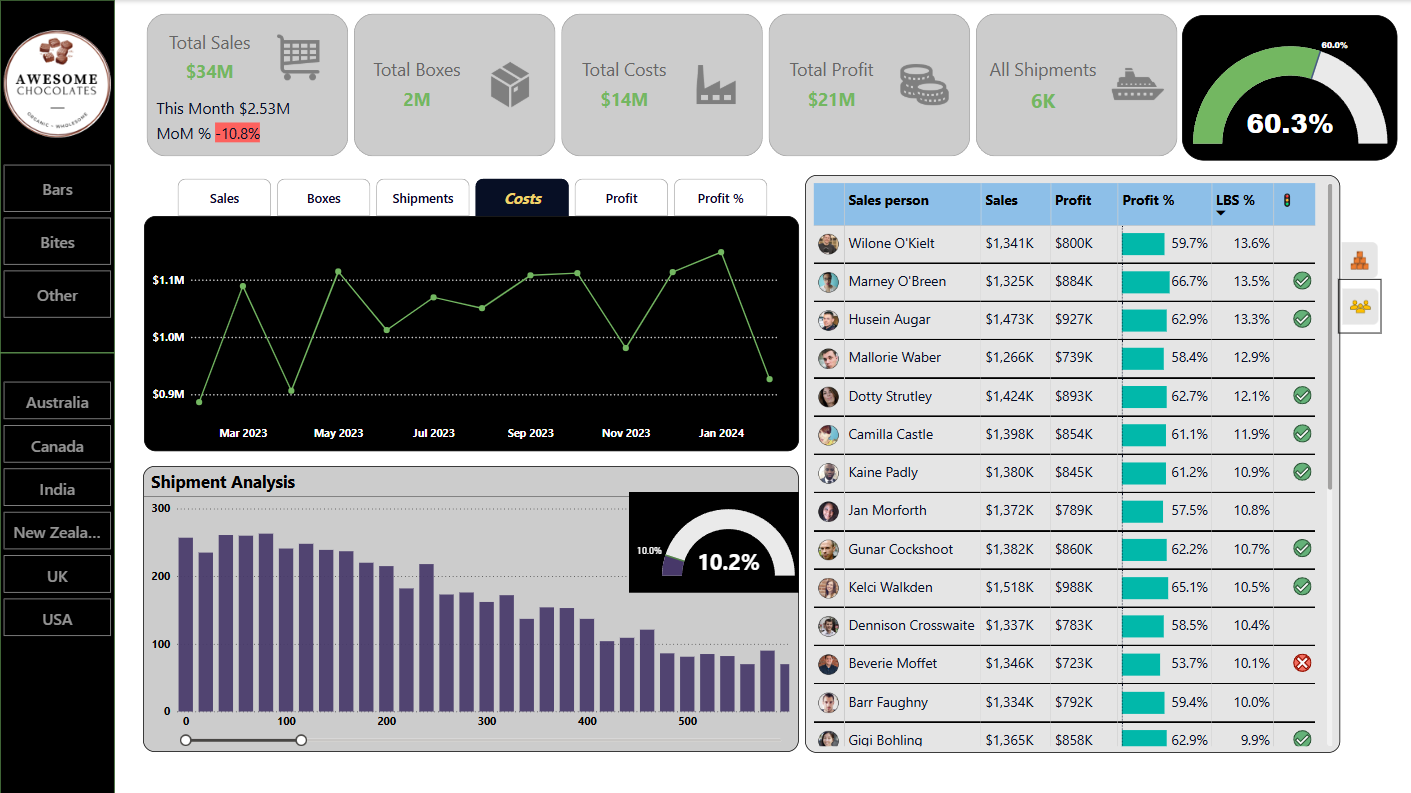 AWESOME
CHOCOLATES
ORGANIC - WHOLESOME
Bars
Bites
Other
Australia
Canada
India
New Zeala...
UK
USA
Total Sales
$34M
This Month $2.53M
MoM % -10.8%
Total Boxes
2M
Total Costs
$14M
Total Profit
$21M
All Shipments
6K
60.0%
60.3%
Sales Boxes Shipments Costs Profit Profit %
$1.1M
$1.0M
$0.9M
Mar 2023 May 2023 Jul 2023 Sep 2023 Nov 2023 Jan 2024
Shipment Analysis
300
200
100
0
0 100 200 300 400 500
10.0%
10.2%
Sales person Sales Profit Profit % LBS %
Wilone O'Kielt $1,341K $800K 59.7% 13.6%
Marney O'Breen $1,325K $884K 66.7% 13.5%
Husein Augar $1,473K $927K 62.9% 13.3%
Mallorie Waber $1,266K $739K 58.4% 12.9%
Dotty Strutley $1,424K $893K 62.7% 12.1%
Camilla Castle $1,398K $854K 61.1% 11.9%
Kaine Padly $1,380K $845K 61.2% 10.9%
Jan Morforth $1,372K $789K 57.5% 10.8%
Gunar Cockshoot $1,382K $860K 62.2% 10.7%
Kelci Walkden $1,518K $988K 65.1% 10.5%
Dennison Crosswaite $1,337K $783K 58.5% 10.4%
Beverie Moffet $1,346K $723K 53.7% 10.1%
Barr Faughny $1,334K $792K 59.4% 10.0%
Gigi Bohling $1,365K $858K 62.9% 9.9%